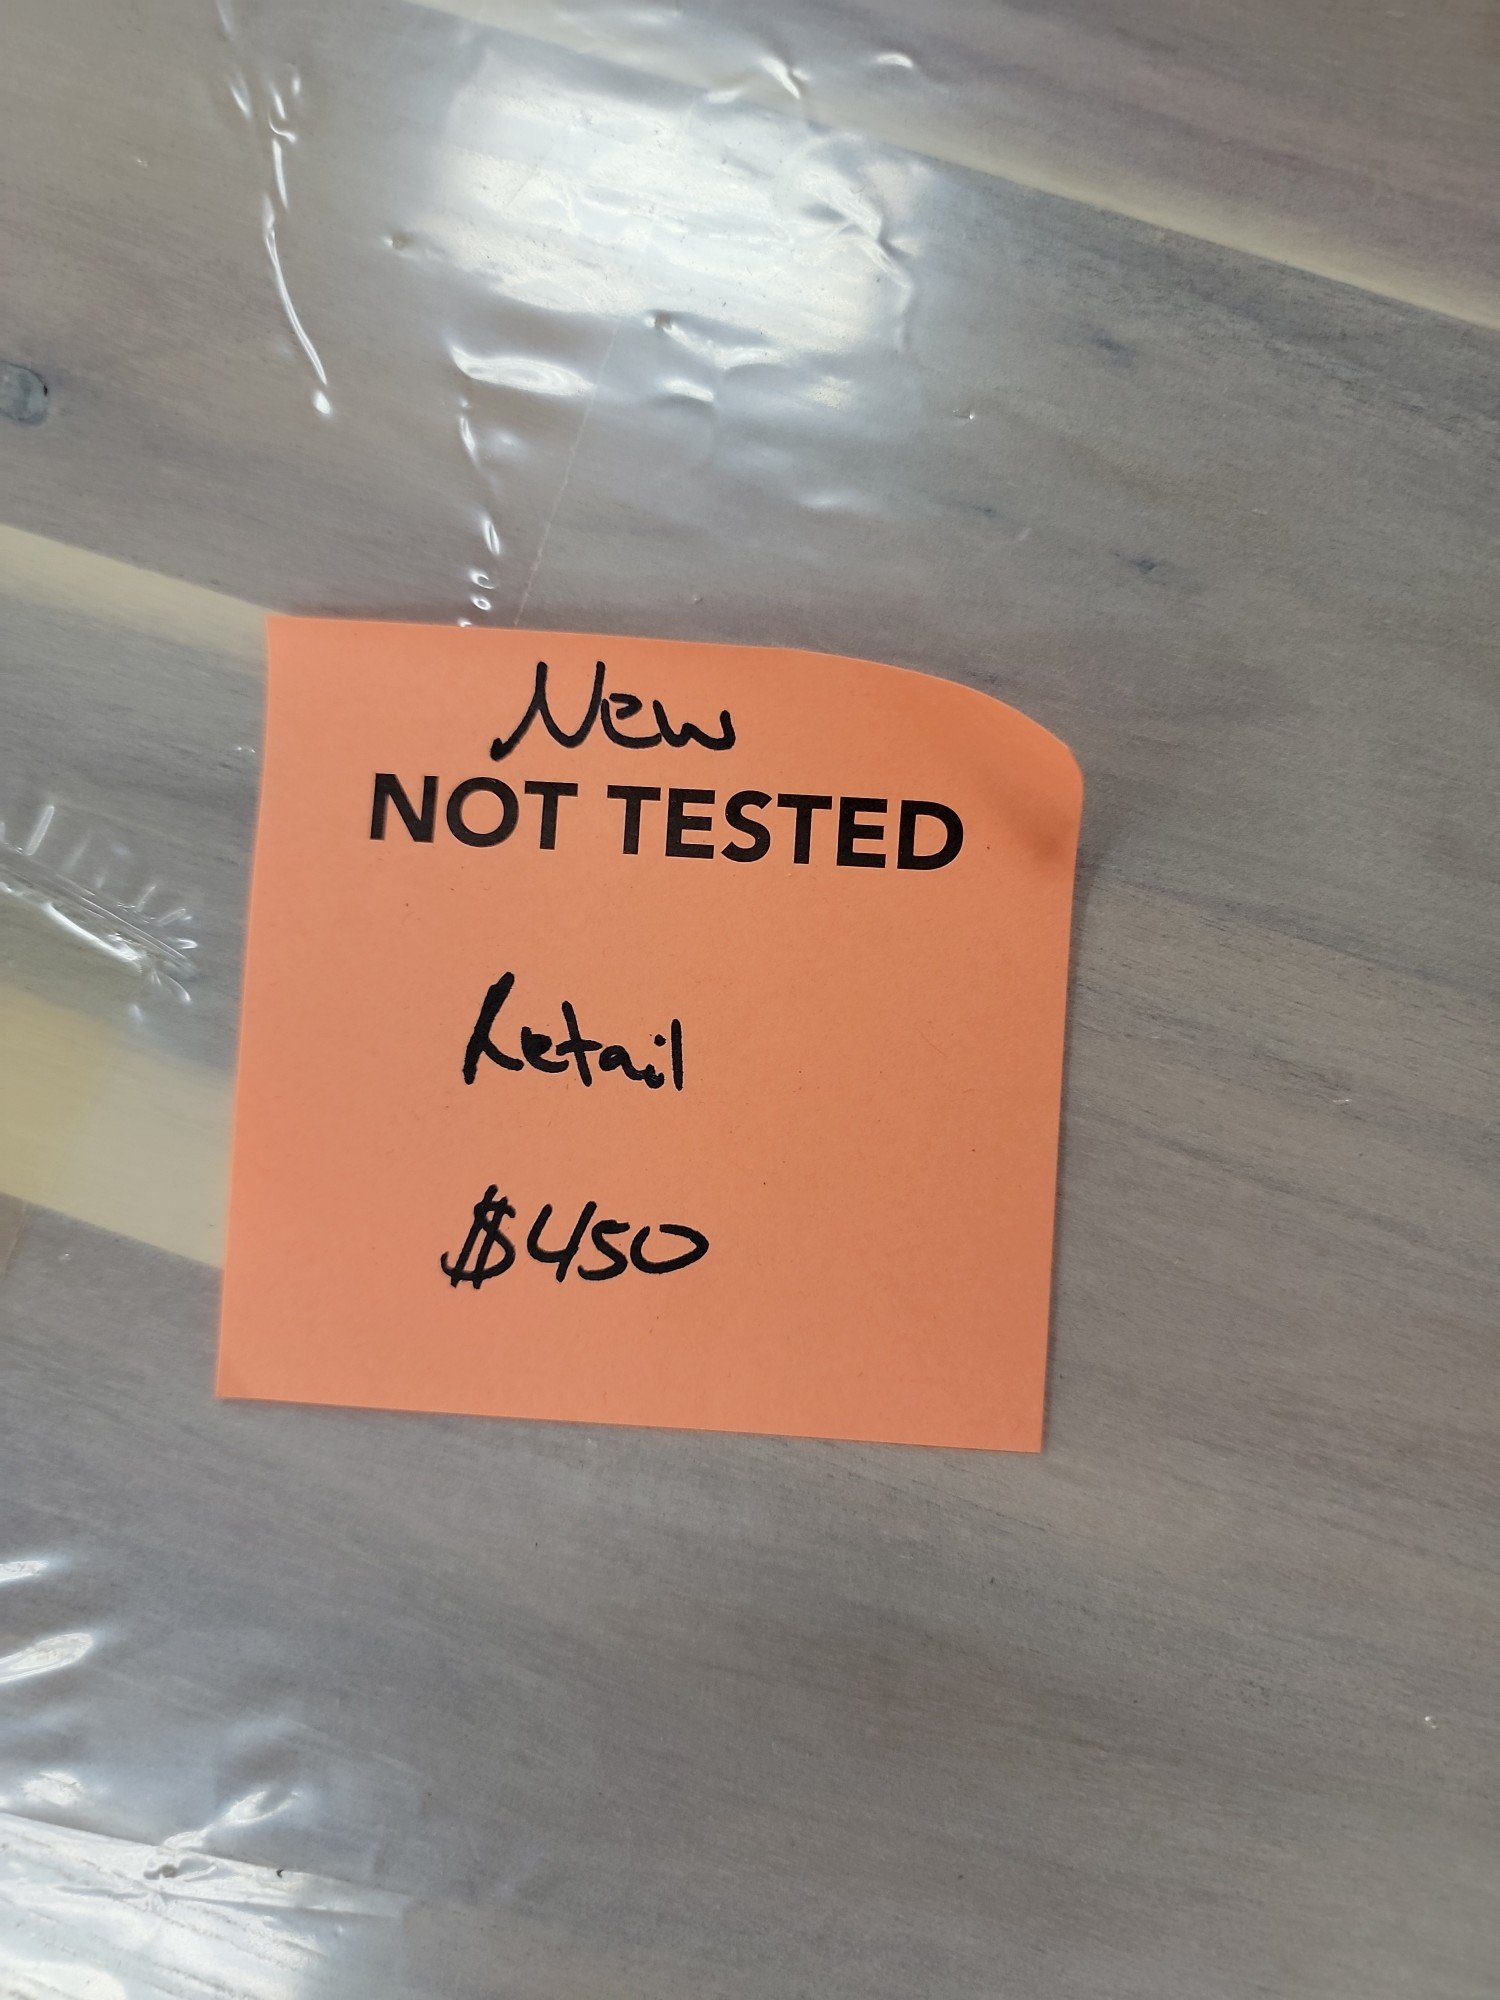 New
NOT TESTED
Retail
$450